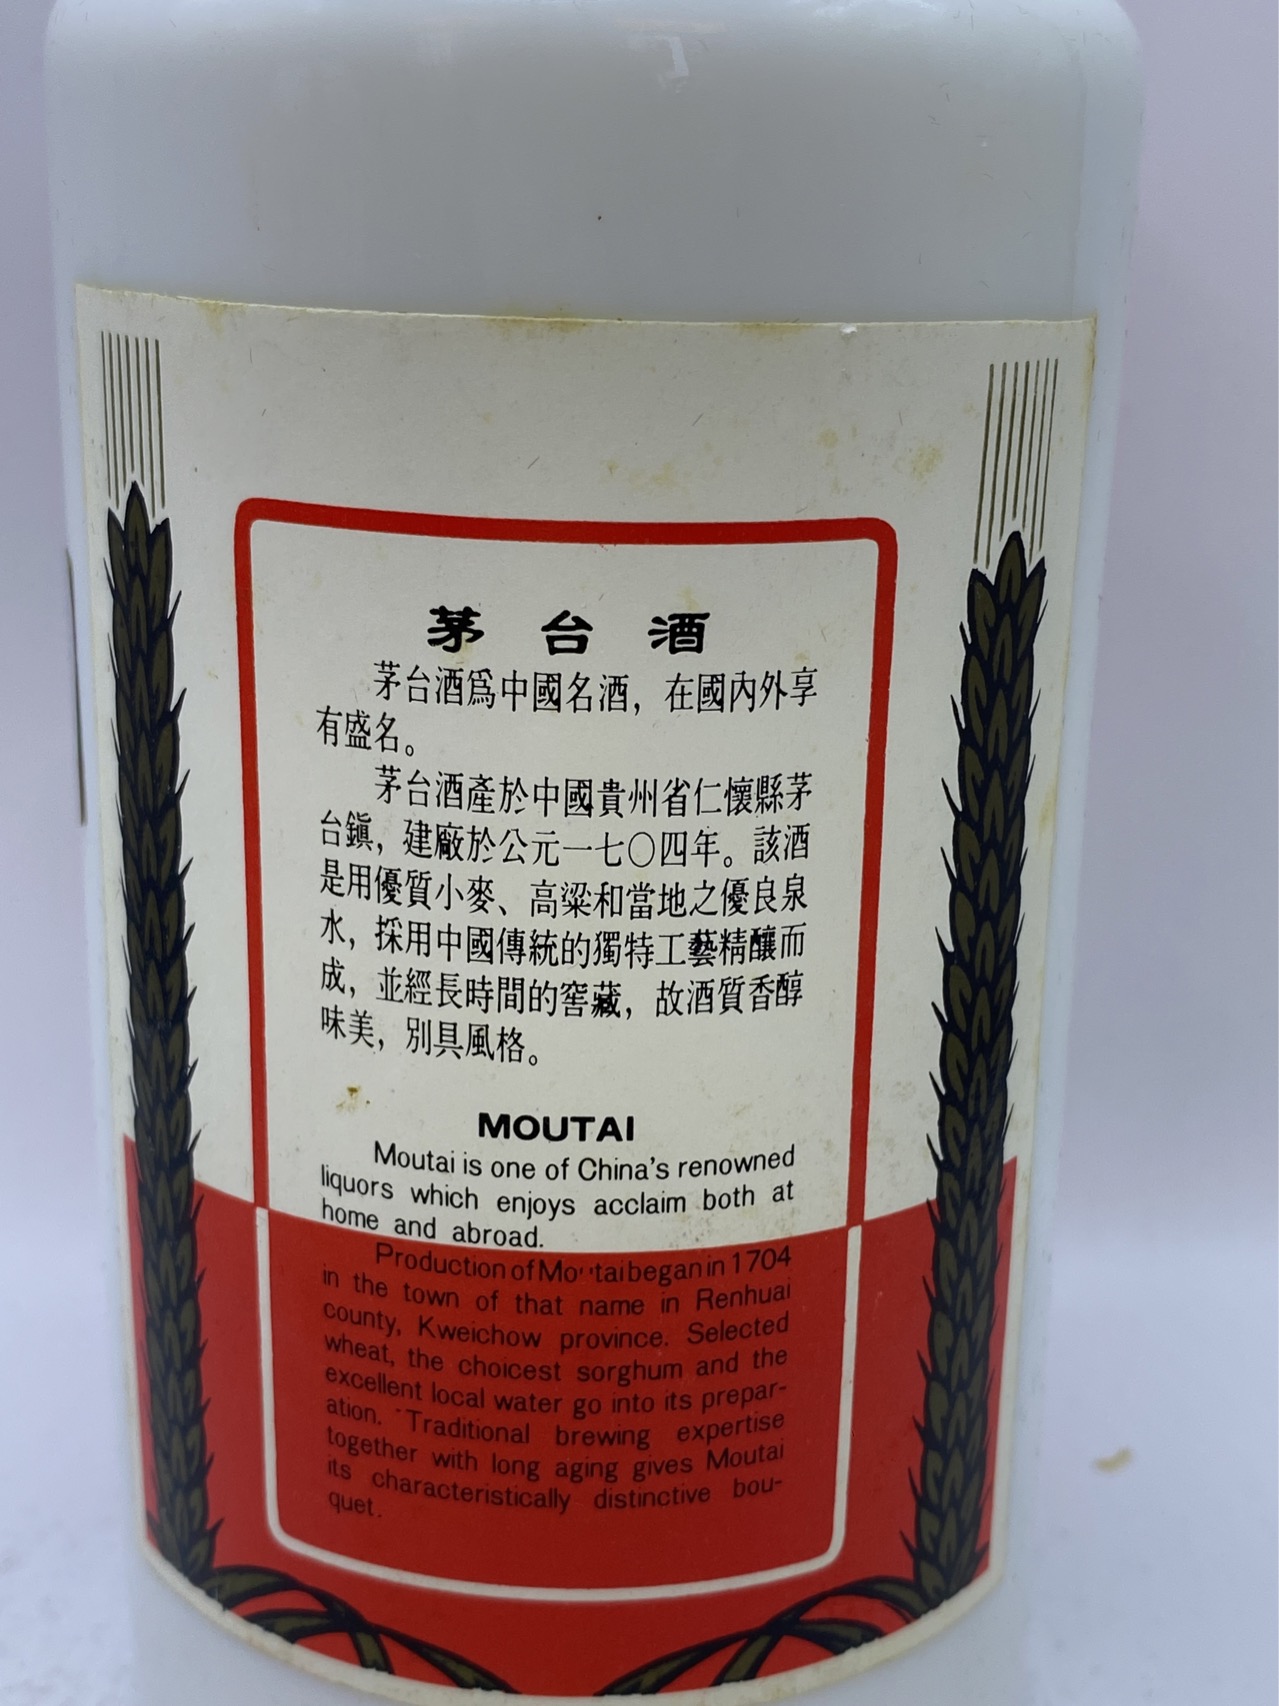 茅台酒
茅台酒爲中國名酒，在國內外享
有盛名。
茅台酒產於中國貴州省仁懷縣茅
台鎭，建廠於公元一七〇四年。該酒
是用優質小麥、高粱和當地之優良泉
水，採用中國傳統的獨特工藝精釀而
成，並經長時間的窖藏，故酒質香醇
味美，別具風格。
MOUTAI
Moutai is one of China's renowned
liquors which enjoys acclaim both at
home and abroad.
Production of Moutai began in 1704
in the town of that name in Renhuai
county, Kweichow province. Selected
wheat, the choicest sorghum and the
excellent local water go into its prepar-
ation. Traditional brewing expertise
together with long aging gives Moutai
its characteristically distinctive bou-
quet.